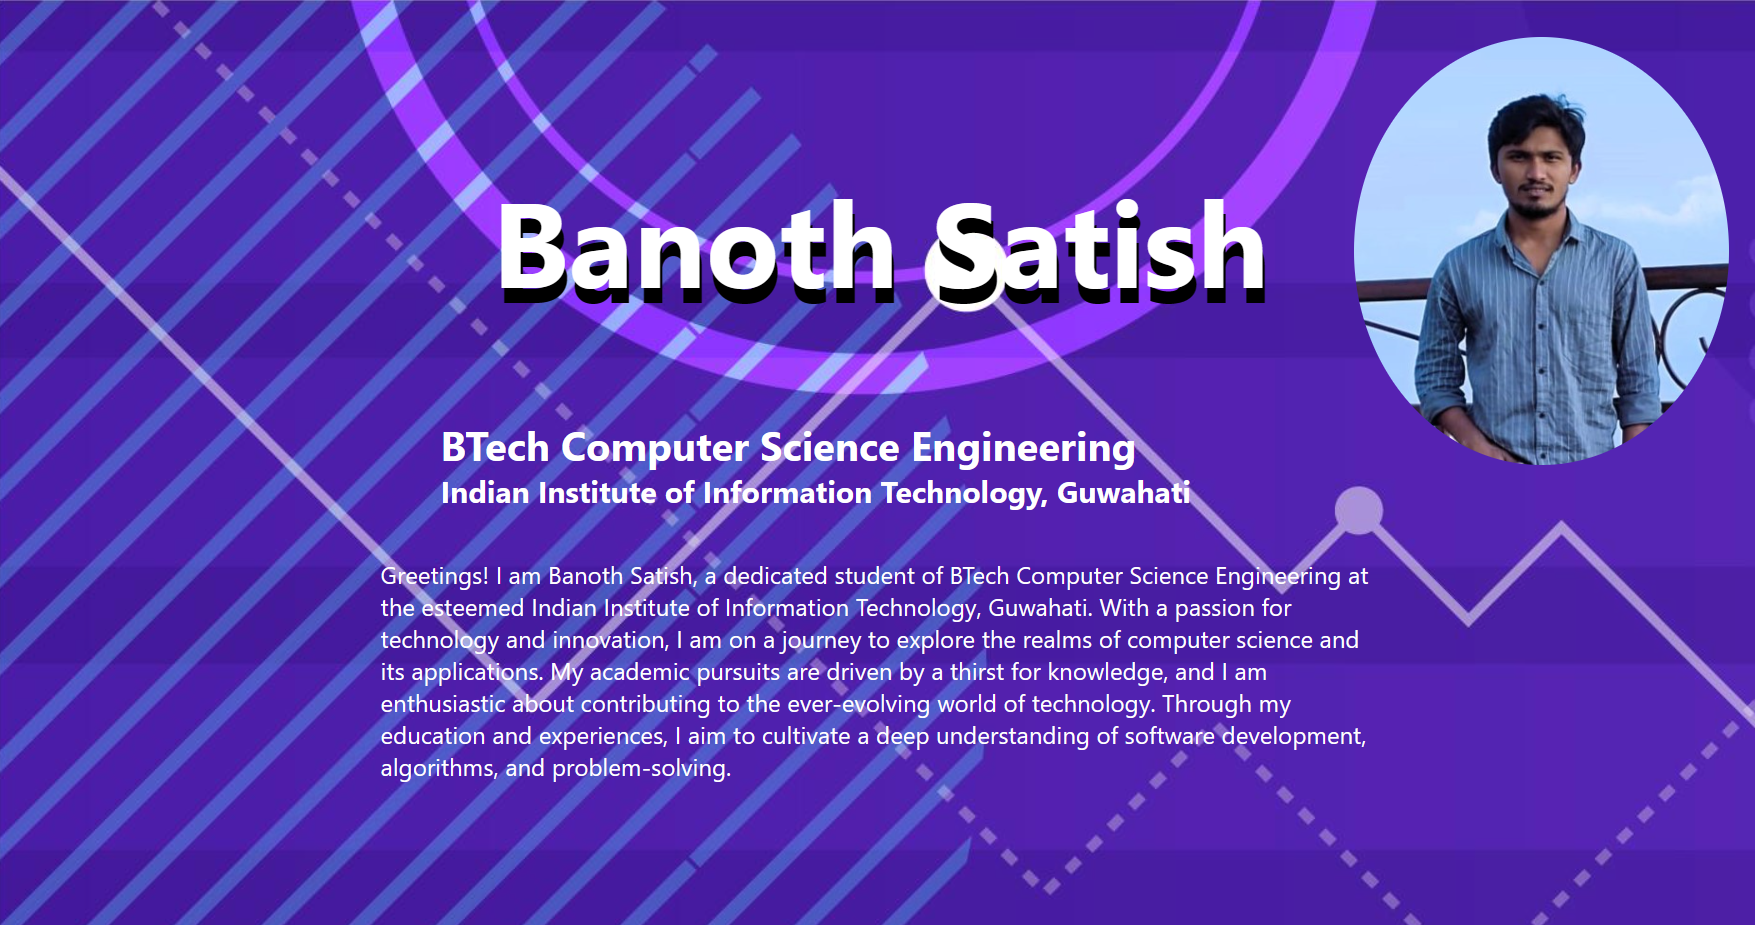 Banoth Satish
BTech Computer Science Engineering
Indian Institute of Information Technology, Guwahati
Greetings! I am Banoth Satish, a dedicated student of BTech Computer Science Engineering at
the esteemed Indian Institute of Information Technology, Guwahati. With a passion for
technology and innovation, I am on a journey to explore the realms of computer science and
its applications. My academic pursuits are driven by a thirst for knowledge, and I am
enthusiastic about contributing to the ever-evolving world of technology. Through my
education and experiences, I aim to cultivate a deep understanding of software development,
algorithms, and problem-solving.